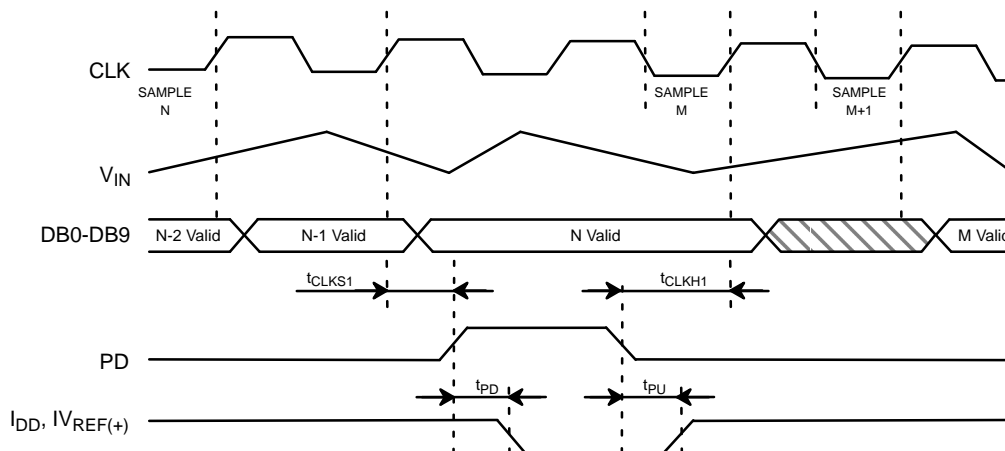 CLK
SAMPLE
N
SAMPLE
M
SAMPLE
M+1
VIN
DB0-DB9
N-2 Valid
N-1 Valid
N Valid
M Valid
tCLKS1
tCLKH1
PD
tPD
tPU
IDD, IVREF(+)